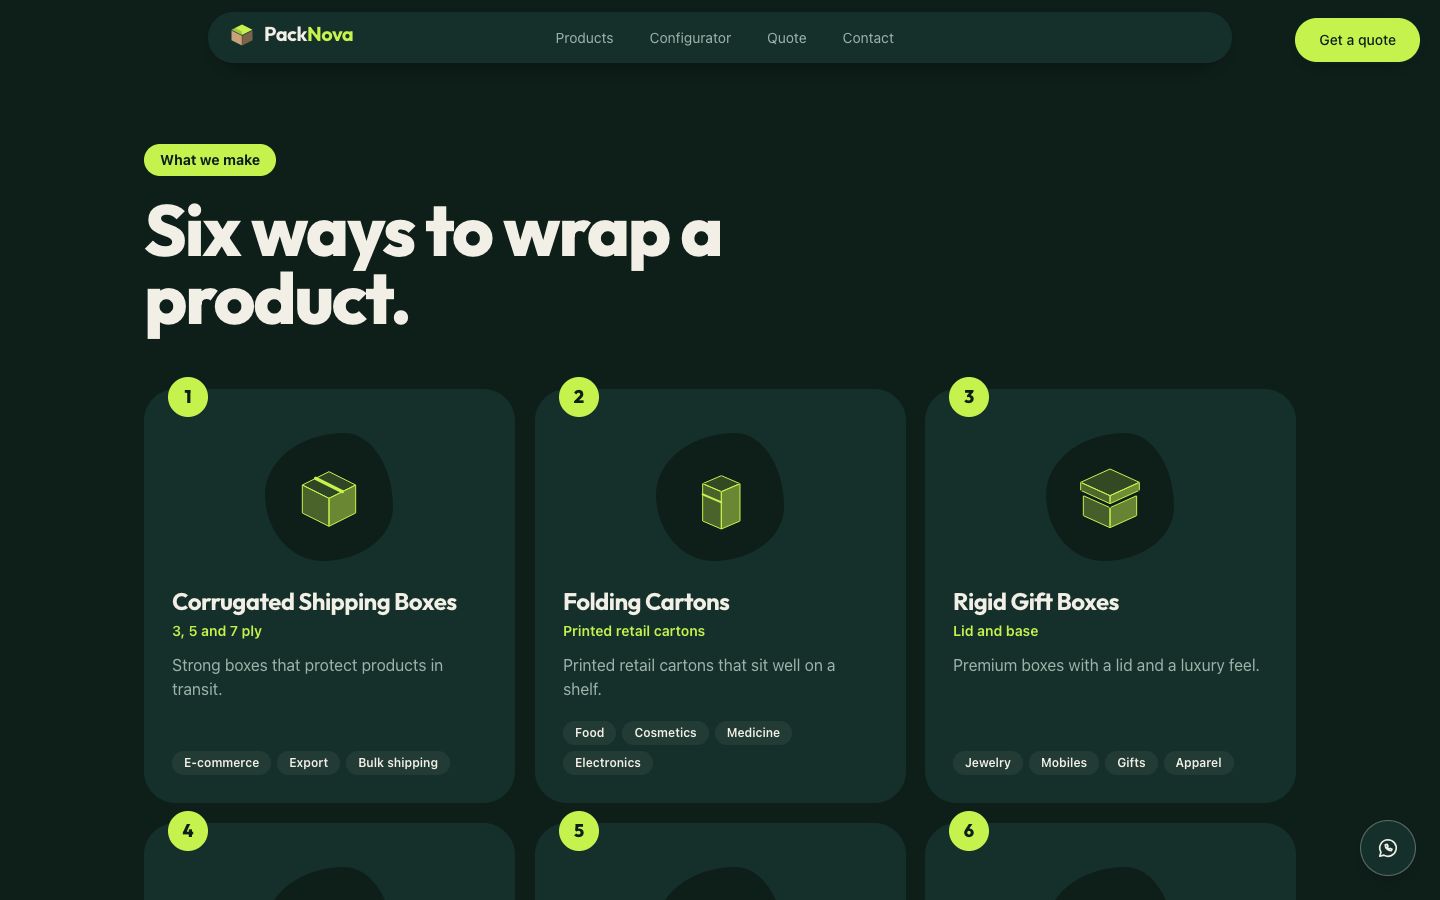 PackNova
Products
Configurator
Quote
Contact
Get a quote
What we make
Six ways to wrap a
product.
1
2
3
Corrugated Shipping Boxes
3, 5 and 7 ply
Strong boxes that protect products in
transit.
E-commerce
Export
Bulk shipping
Folding Cartons
Printed retail cartons
Printed retail cartons that sit well on a
shelf.
Food
Cosmetics
Medicine
Electronics
Rigid Gift Boxes
Lid and base
Premium boxes with a lid and a luxury feel.
Jewelry
Mobiles
Gifts
Apparel
4
5
6